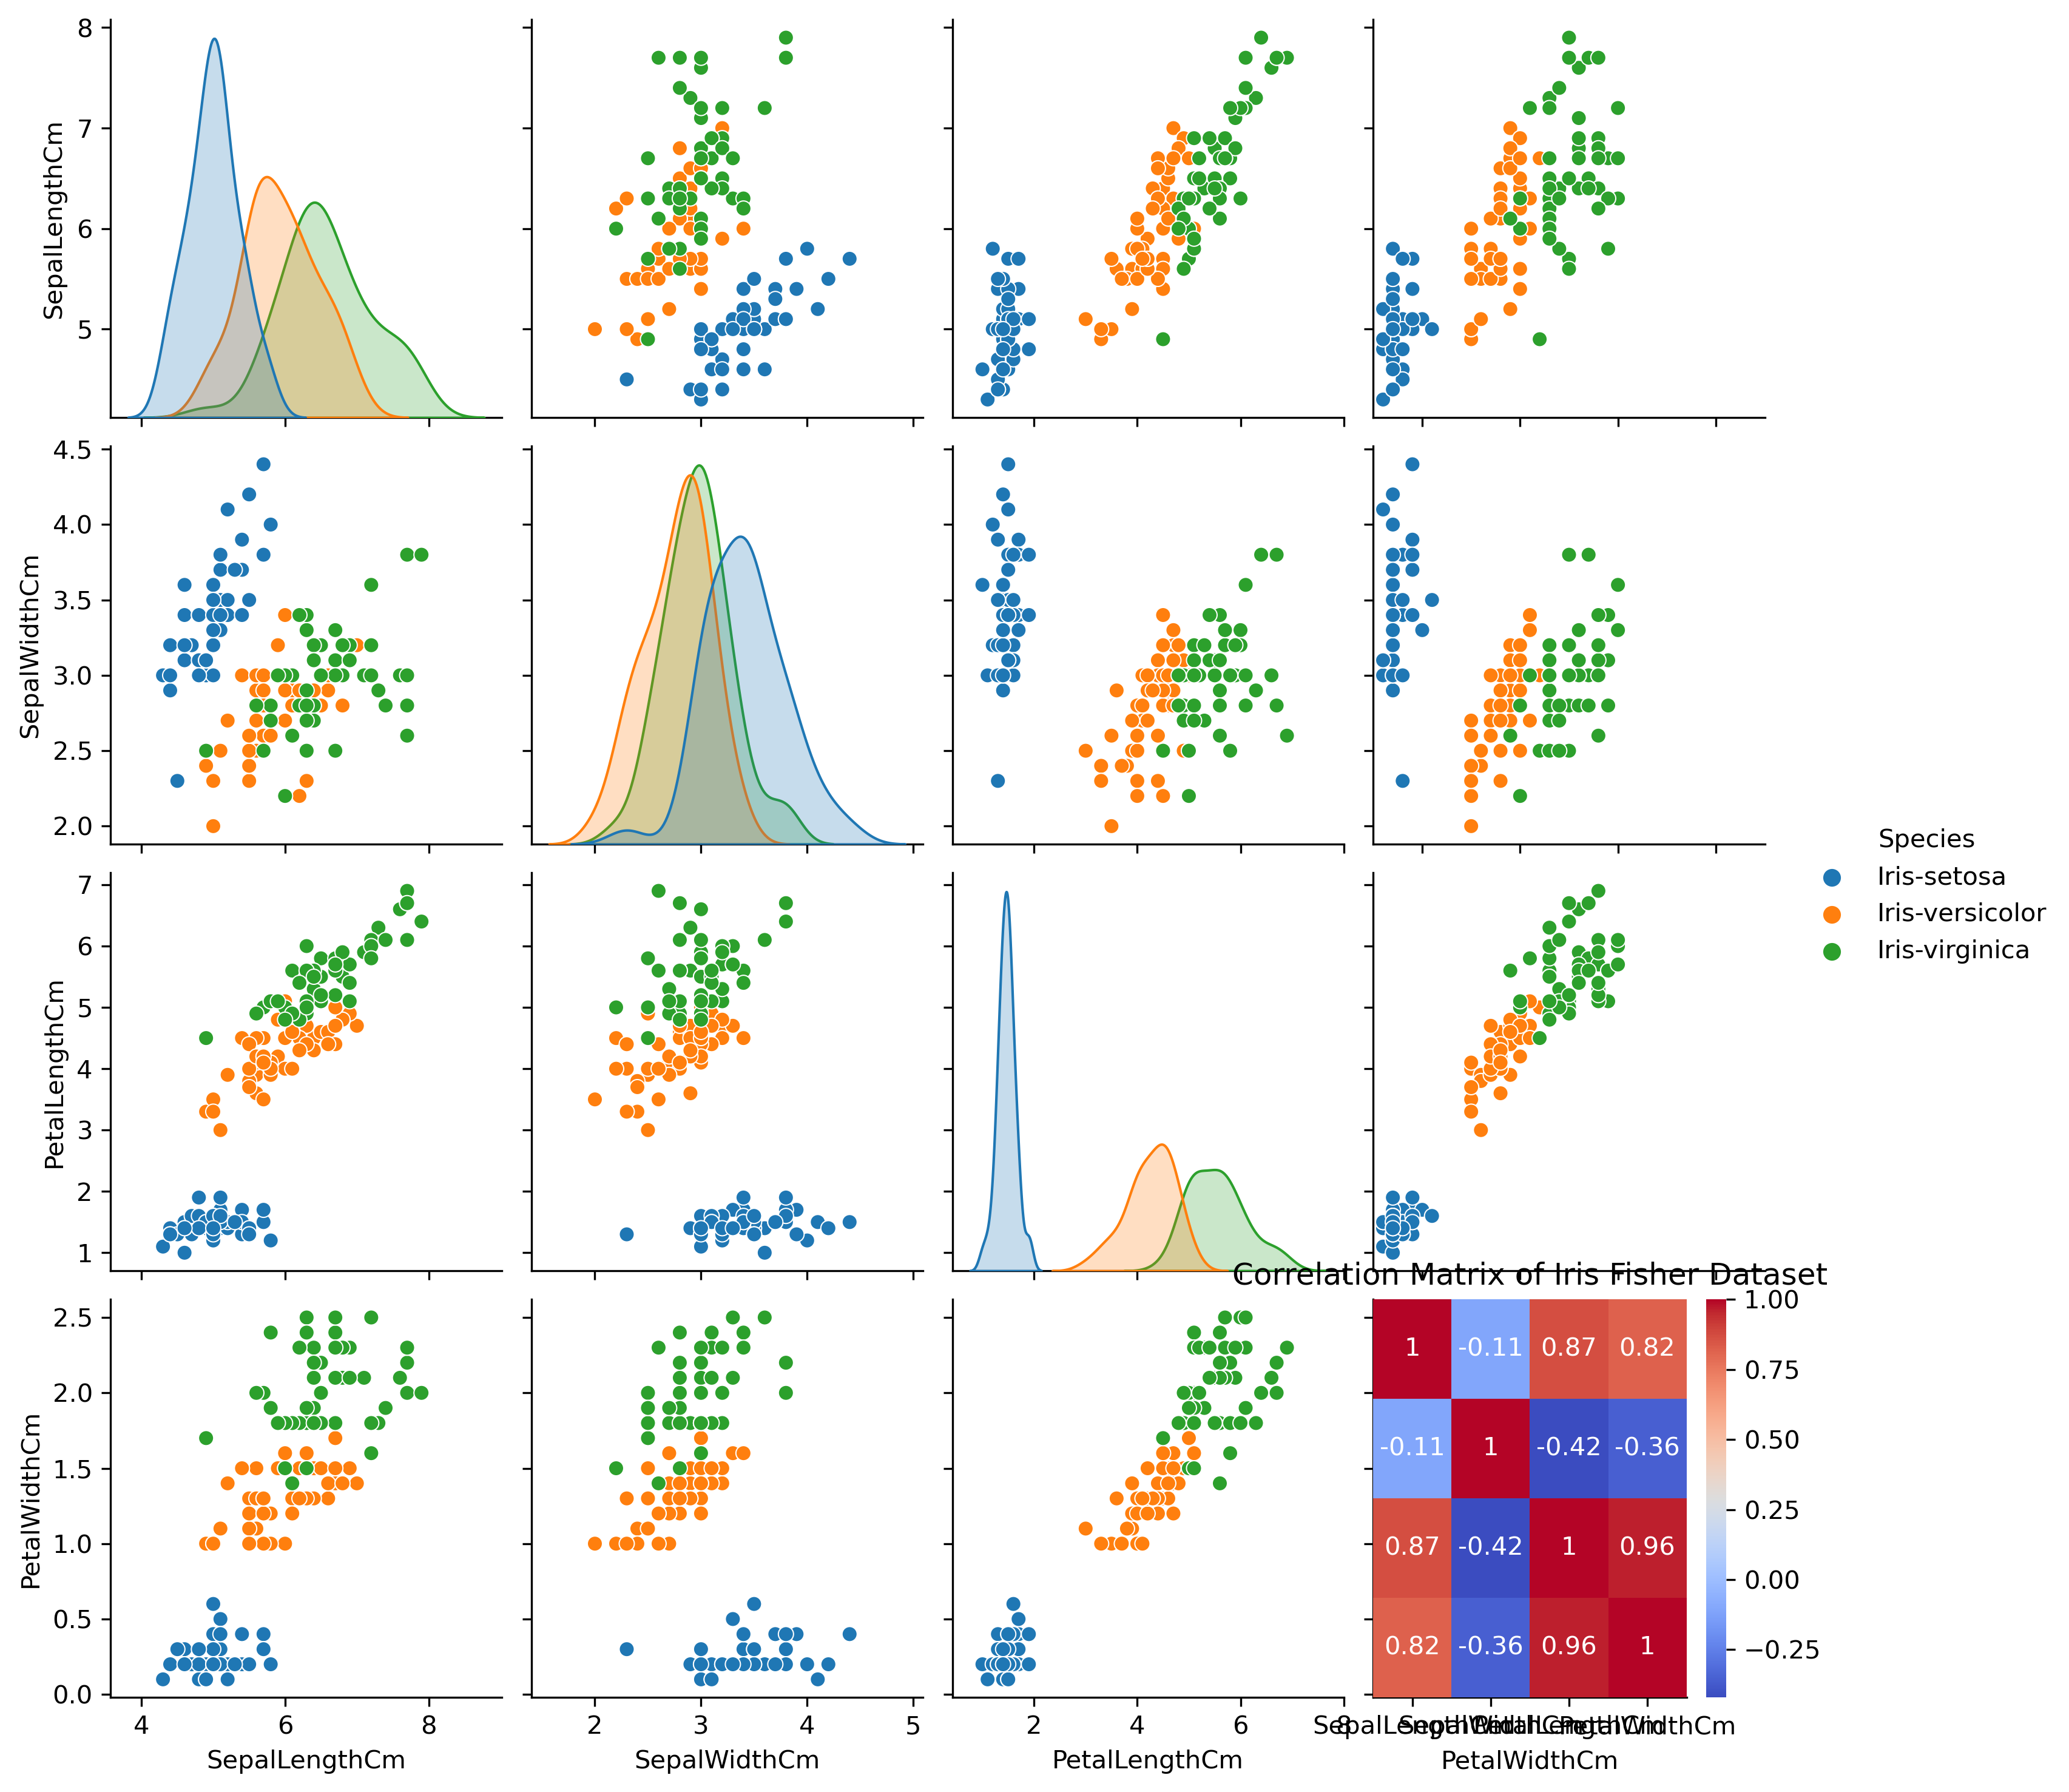 8
7
6
5
SepalLengthCm
4.5
4.0
3.5
3.0
2.5
2.0
SepalWidthCm
Species
Iris-setosa
Iris-versicolor
Iris-virginica
7
6
5
4
3
2
1
PetalLengthCm
Correlation Matrix of Iris Fisher Dataset
2.5
2.0
1.5
1.0
0.5
0.0
PetalWidthCm
1 -0.11 0.87 0.82
-0.11 1 -0.42 -0.36
0.87 -0.42 1 0.96
0.82 -0.36 0.96 1
1.00
0.75
0.50
0.25
0.00
−0.25
4 6 8
2 3 4 5
2 4 6 8
SepalLengthCm SepalWidthCm PetalLengthCm PetalWidthCm
SepalLengthCm
SepalWidthCm
PetalLengthCm
PetalWidthCm